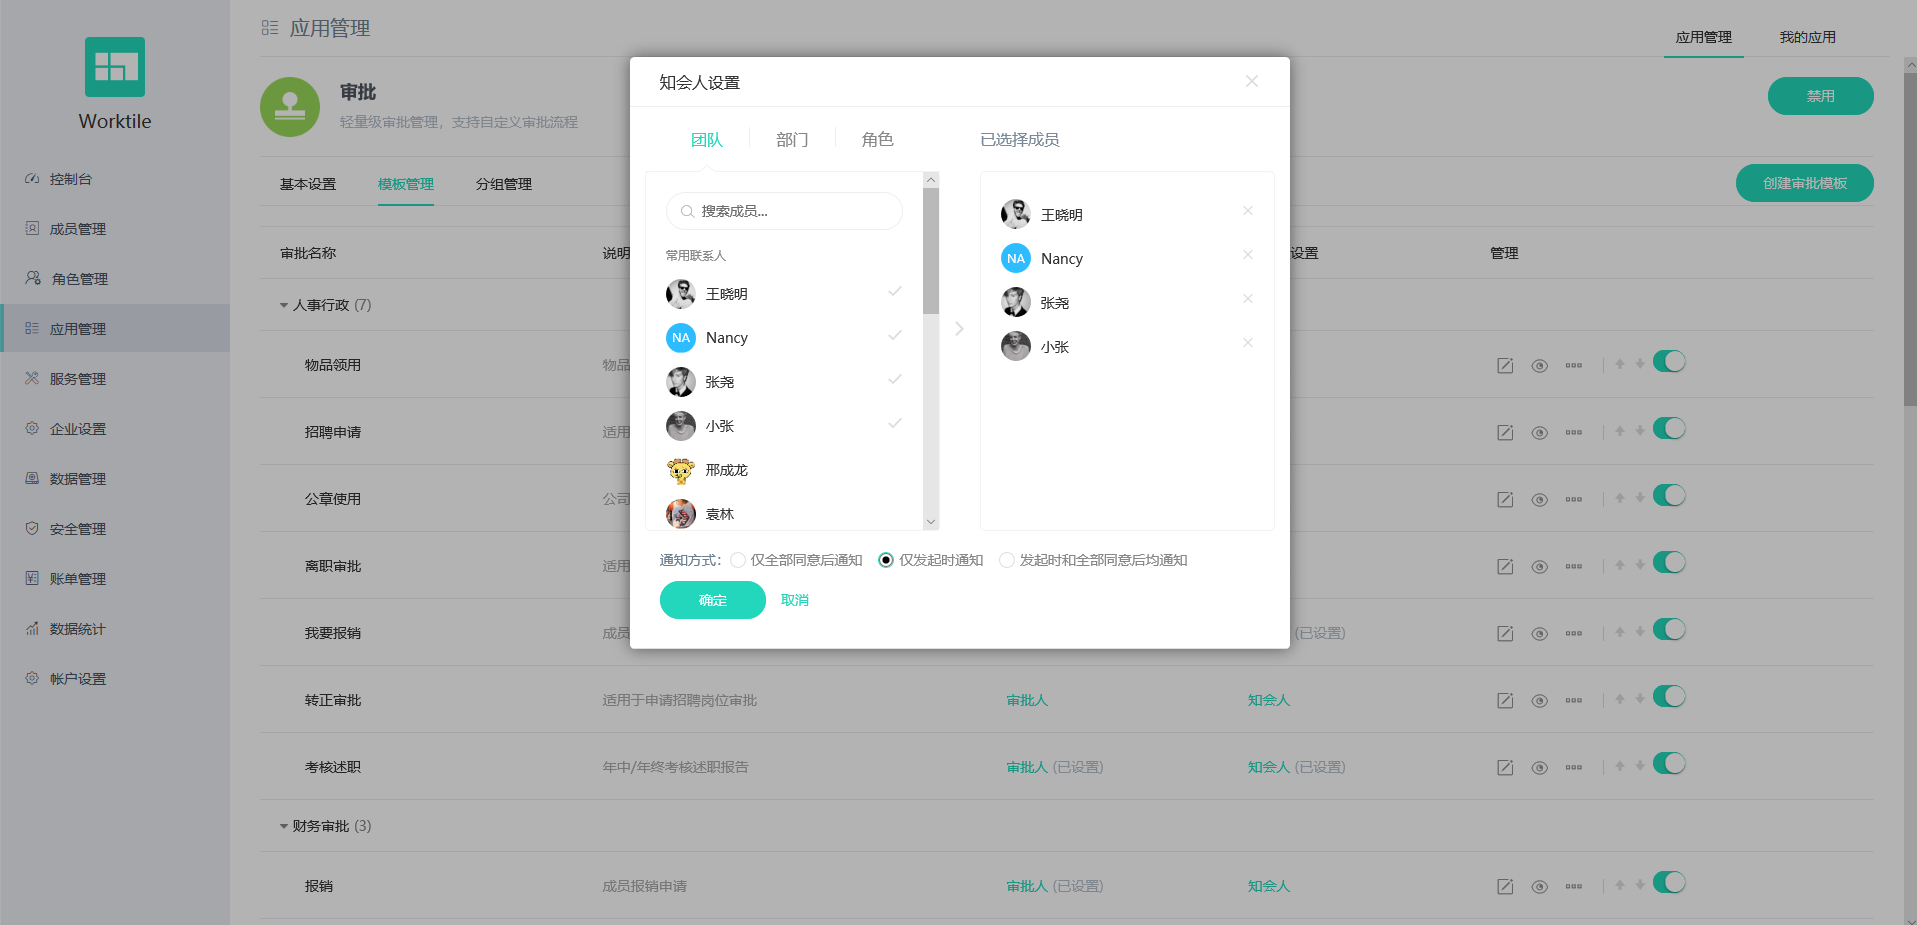 Worktile
控制台
成员管理
角色管理
应用管理
服务管理
企业设置
数据管理
安全管理
账单管理
数据统计
帐户设置
应用管理
应用管理 我的应用
审批
轻量级审批管理，支持自定义审批流程
禁用
基本设置 模板管理 分组管理
创建审批模板
审批名称 说明 设置 管理
人事行政 (7)
物品领用 物品
招聘申请 适用
公章使用 公司
离职审批 适用
我要报销 成员 (已设置)
转正审批 适用于申请招聘岗位审批 审批人 知会人
考核述职 年中/年终考核述职报告 审批人 (已设置) 知会人 (已设置)
财务审批 (3)
报销 成员报销申请 审批人 (已设置) 知会人
知会人设置
团队 部门 角色
已选择成员
搜索成员...
常用联系人
王晓明
NA Nancy
张尧
小张
邢成龙
袁林
王晓明
NA Nancy
张尧
小张
通知方式: 仅全部同意后通知 仅发起时通知 发起时和全部同意后均通知
确定 取消